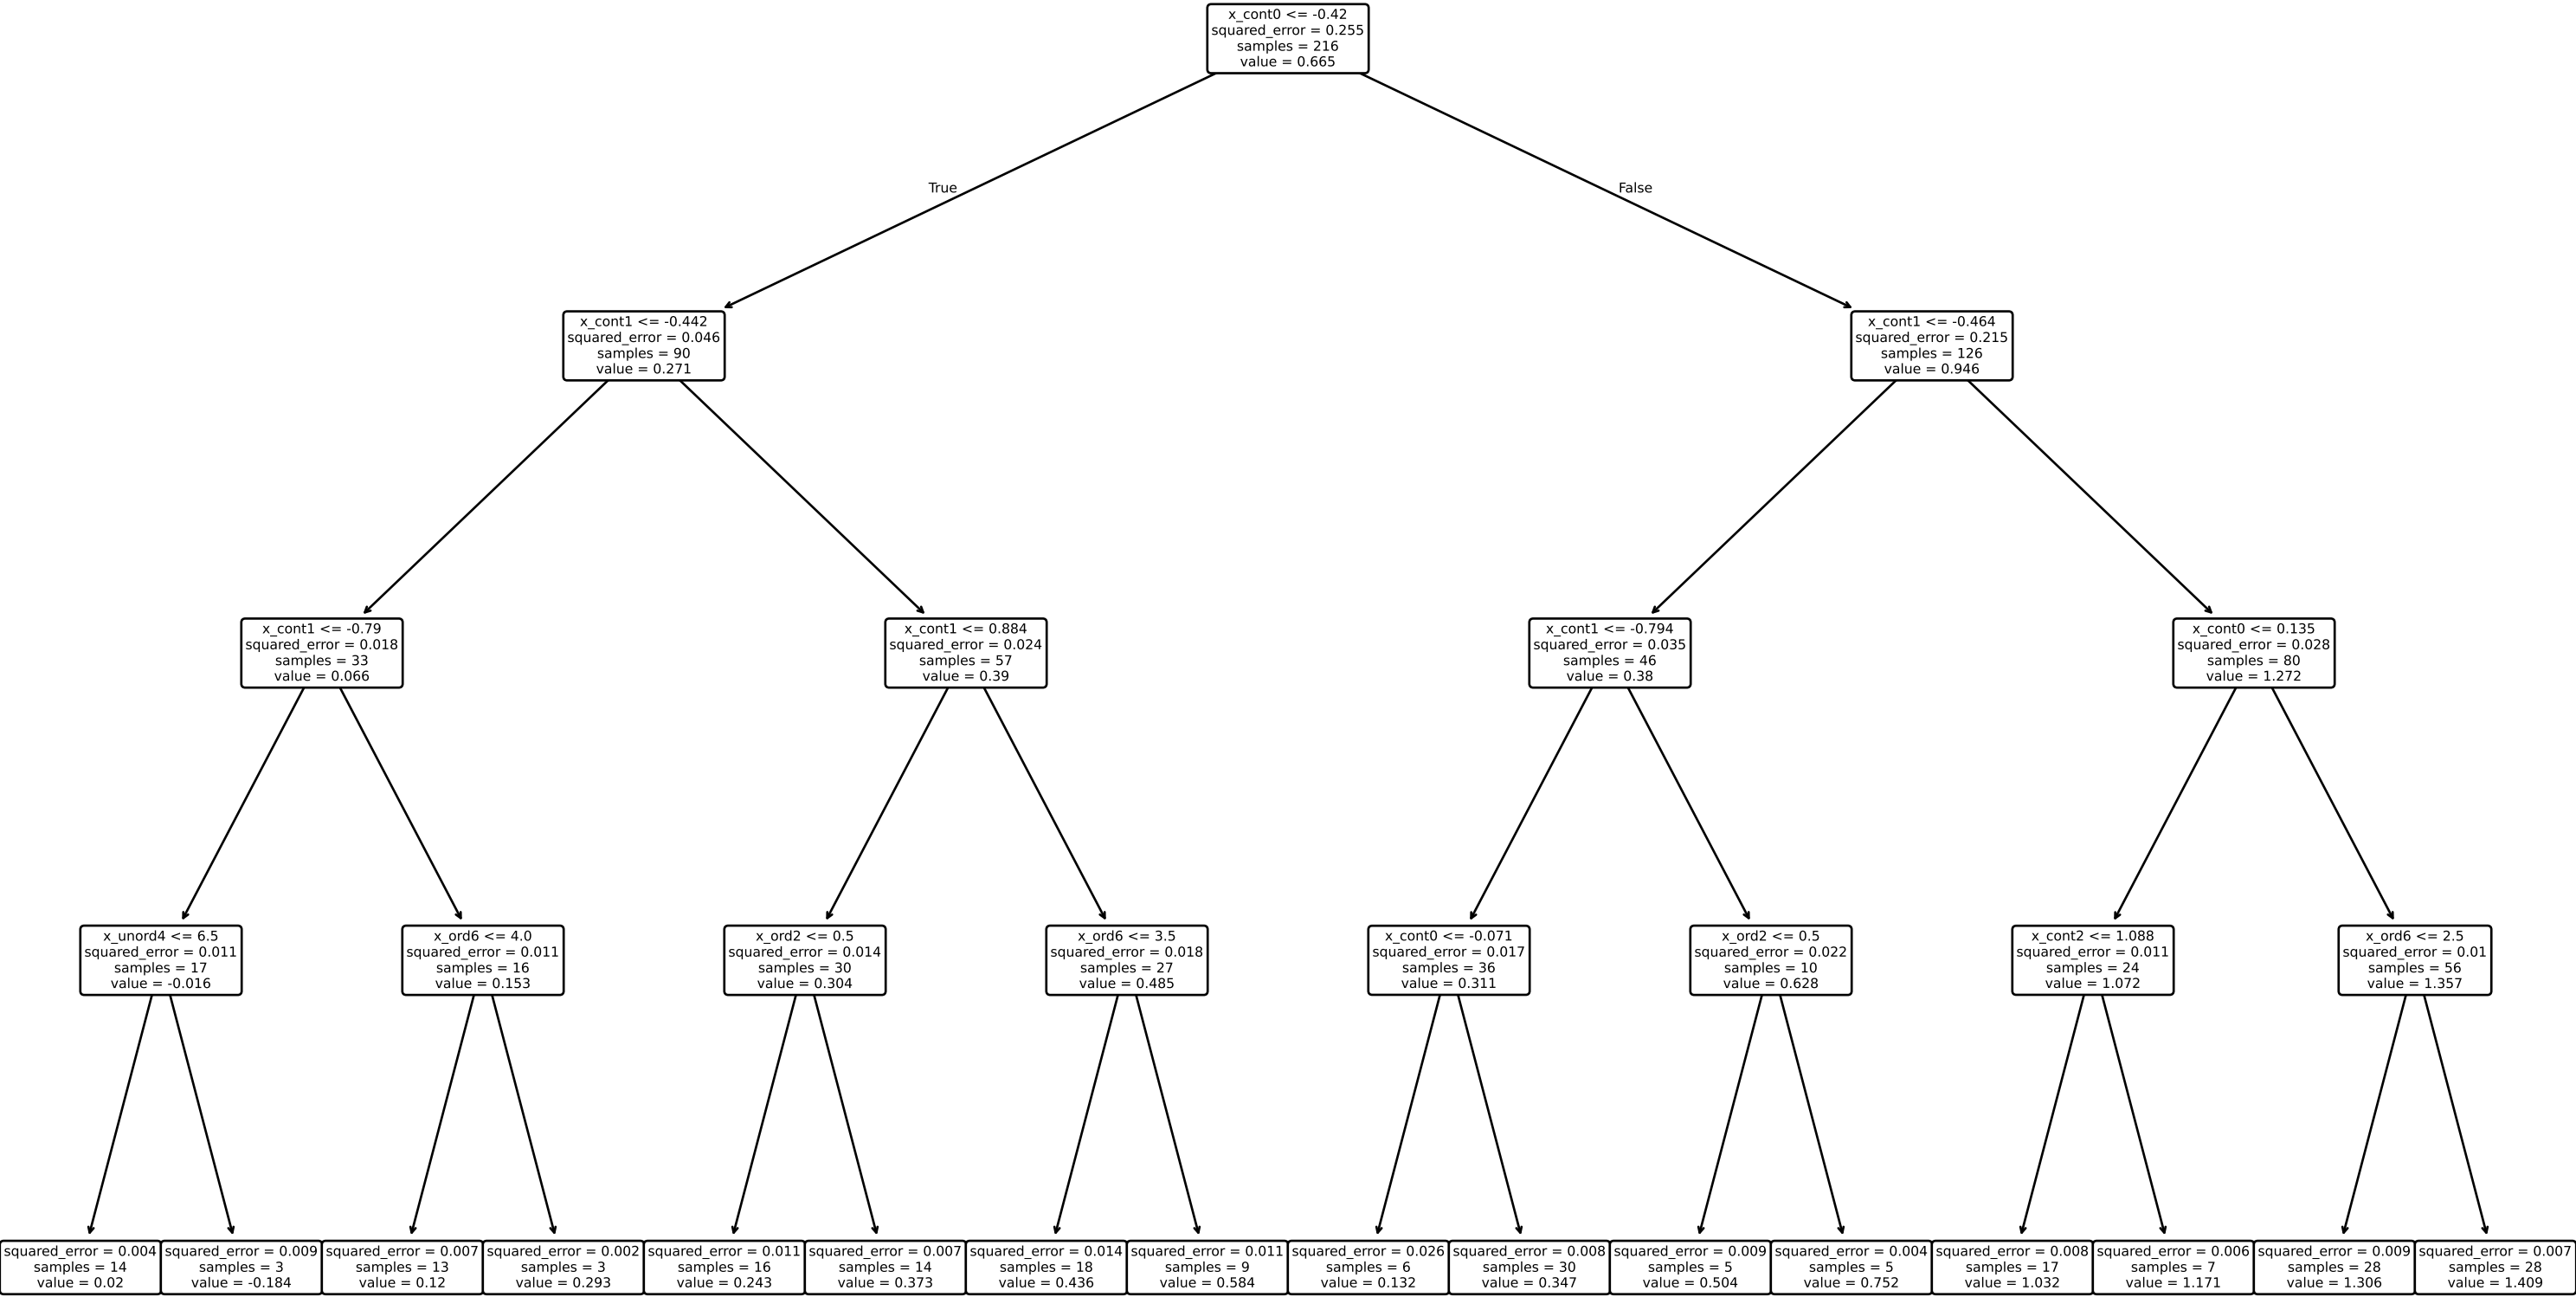 x_cont0 <= -0.42
squared_error = 0.255
samples = 216
value = 0.665
True
False
x_cont1 <= -0.442
squared_error = 0.046
samples = 90
value = 0.271
x_cont1 <= -0.464
squared_error = 0.215
samples = 126
value = 0.946
x_cont1 <= -0.79
squared_error = 0.018
samples = 33
value = 0.066
x_cont1 <= 0.884
squared_error = 0.024
samples = 57
value = 0.39
x_cont1 <= -0.794
squared_error = 0.035
samples = 46
value = 0.38
x_cont0 <= 0.135
squared_error = 0.028
samples = 80
value = 1.272
x_unord4 <= 6.5
squared_error = 0.011
samples = 17
value = -0.016
x_ord6 <= 4.0
squared_error = 0.011
samples = 16
value = 0.153
x_ord2 <= 0.5
squared_error = 0.014
samples = 30
value = 0.304
x_ord6 <= 3.5
squared_error = 0.018
samples = 27
value = 0.485
x_cont0 <= -0.071
squared_error = 0.017
samples = 36
value = 0.311
x_ord2 <= 0.5
squared_error = 0.022
samples = 10
value = 0.628
x_cont2 <= 1.088
squared_error = 0.011
samples = 24
value = 1.072
x_ord6 <= 2.5
squared_error = 0.01
samples = 56
value = 1.357
squared_error = 0.004
samples = 14
value = 0.02
squared_error = 0.009
samples = 3
value = -0.184
squared_error = 0.007
samples = 13
value = 0.12
squared_error = 0.002
samples = 3
value = 0.293
squared_error = 0.011
samples = 16
value = 0.243
squared_error = 0.007
samples = 14
value = 0.373
squared_error = 0.014
samples = 18
value = 0.436
squared_error = 0.011
samples = 9
value = 0.584
squared_error = 0.026
samples = 6
value = 0.132
squared_error = 0.008
samples = 30
value = 0.347
squared_error = 0.009
samples = 5
value = 0.504
squared_error = 0.004
samples = 5
value = 0.752
squared_error = 0.008
samples = 17
value = 1.032
squared_error = 0.006
samples = 7
value = 1.171
squared_error = 0.009
samples = 28
value = 1.306
squared_error = 0.007
samples = 28
value = 1.409